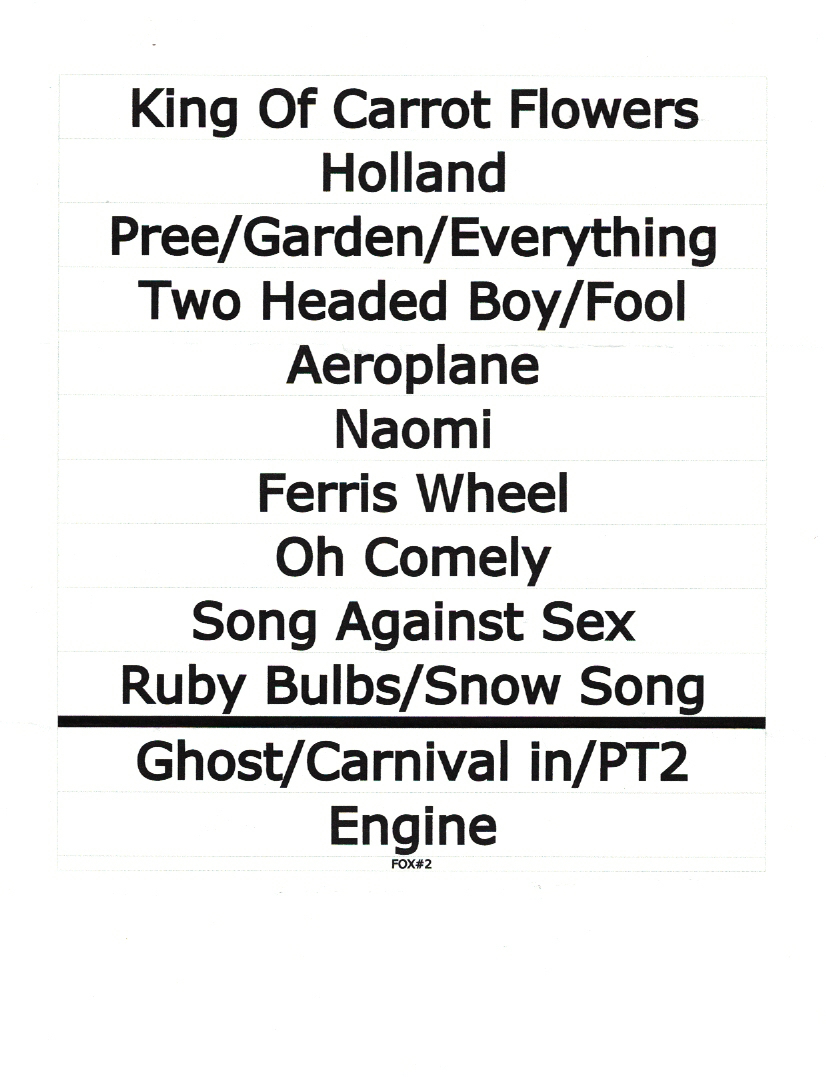 King Of Carrot Flowers
Holland
Pree/Garden/Everything
Two Headed Boy/Fool
Aeroplane
Naomi
Ferris Wheel
Oh Comely
Song Against Sex
Ruby Bulbs/Snow Song
Ghost/Carnival in/PT2
Engine
FOX#2